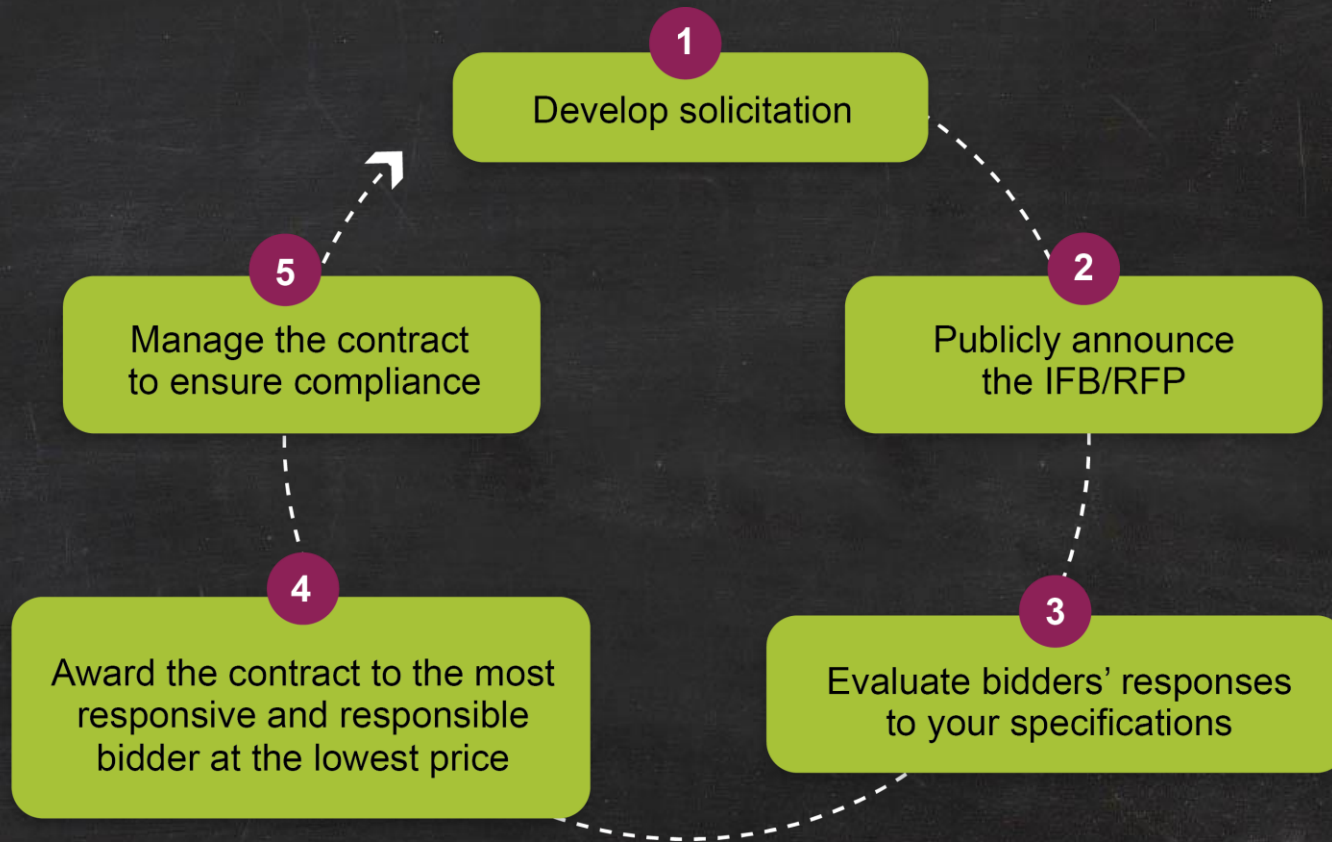 1
Develop solicitation
2
Publicly announce
the IFB/RFP
3
Evaluate bidders’ responses
to your specifications
4
Award the contract to the most
responsive and responsible
bidder at the lowest price
5
Manage the contract
to ensure compliance